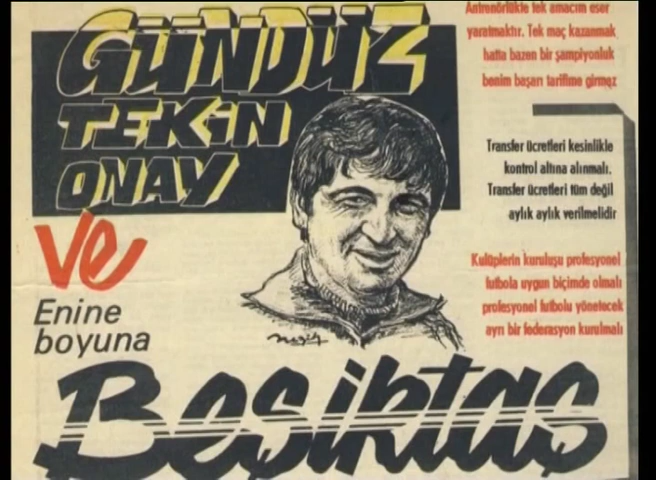 GÜNDÜZ
TEKİN
ONAY
ve
Enine
boyuna
Beşiktaş
Antrenörlükte tek amacım eser
yaratmaktır. Tek maç kazanmak
hatta bazen bir şampiyonluk
benim başarı tarifime girmez
Transfer ücretleri kesinlikle
kontrol altına alınmalı.
Transfer ücretleri tüm değil
aylık aylık verilmelidir
Kulüplerin kuruluşu profesyonel
futbola uygun biçimde olmalı
profesyonel futbolu yönetecek
ayrı bir federasyon kurulmalı